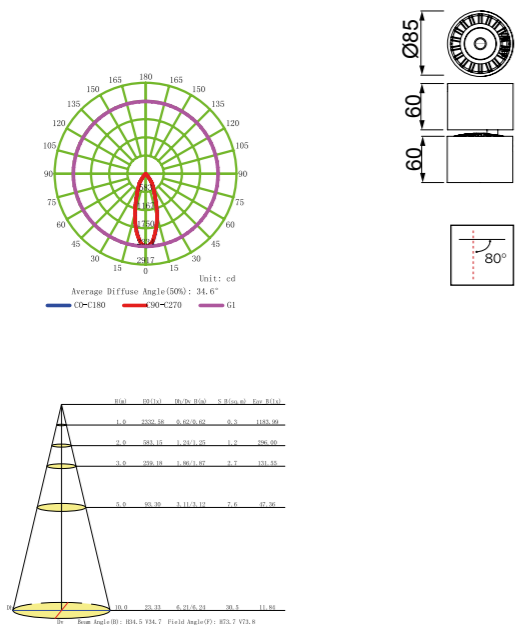 180
165 165
150 150
135 135
120 120
105 105
90 90
75 75
60 60
45 45
30 30
15 15
0
583
1167
1750
2334
2917
Unit: cd
Average Diffuse Angle(50%): 34.6°
C0-C180 C90-C270 G1
Ø85
60
60
80°
H(m) E0(lx) Dh/Dv B(m) S B(sq.m) Eav B(lx)
1.0 2332.58 0.62/0.62 0.3 1183.99
2.0 583.15 1.24/1.25 1.2 296.00
3.0 259.18 1.86/1.87 2.7 131.55
5.0 93.30 3.11/3.12 7.6 47.36
Dh 10.0 23.33 6.21/6.24 30.5 11.84
Dv Beam Angle(B): H34.5 V34.7 Field Angle(F): H73.7 V73.8